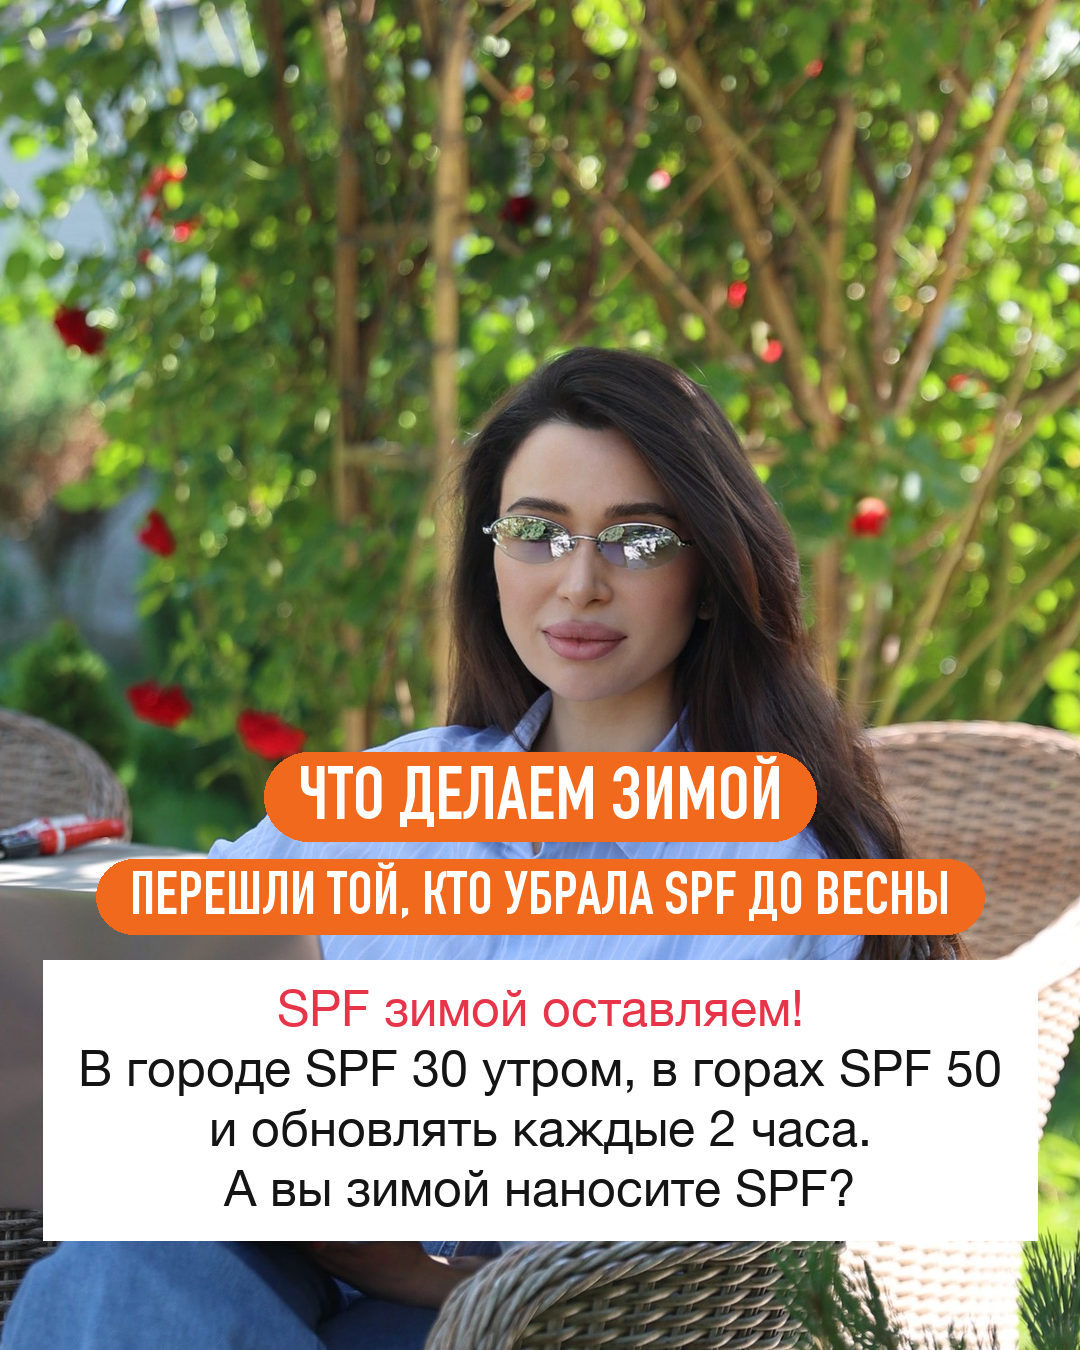 ЧТО ДЕЛАЕМ ЗИМОЙ
ПЕРЕШЛИ ТОЙ, КТО УБРАЛА SPF ДО ВЕСНЫ
SPF зимой оставляем!
В городе SPF 30 утром, в горах SPF 50
и обновлять каждые 2 часа.
А вы зимой наносите SPF?